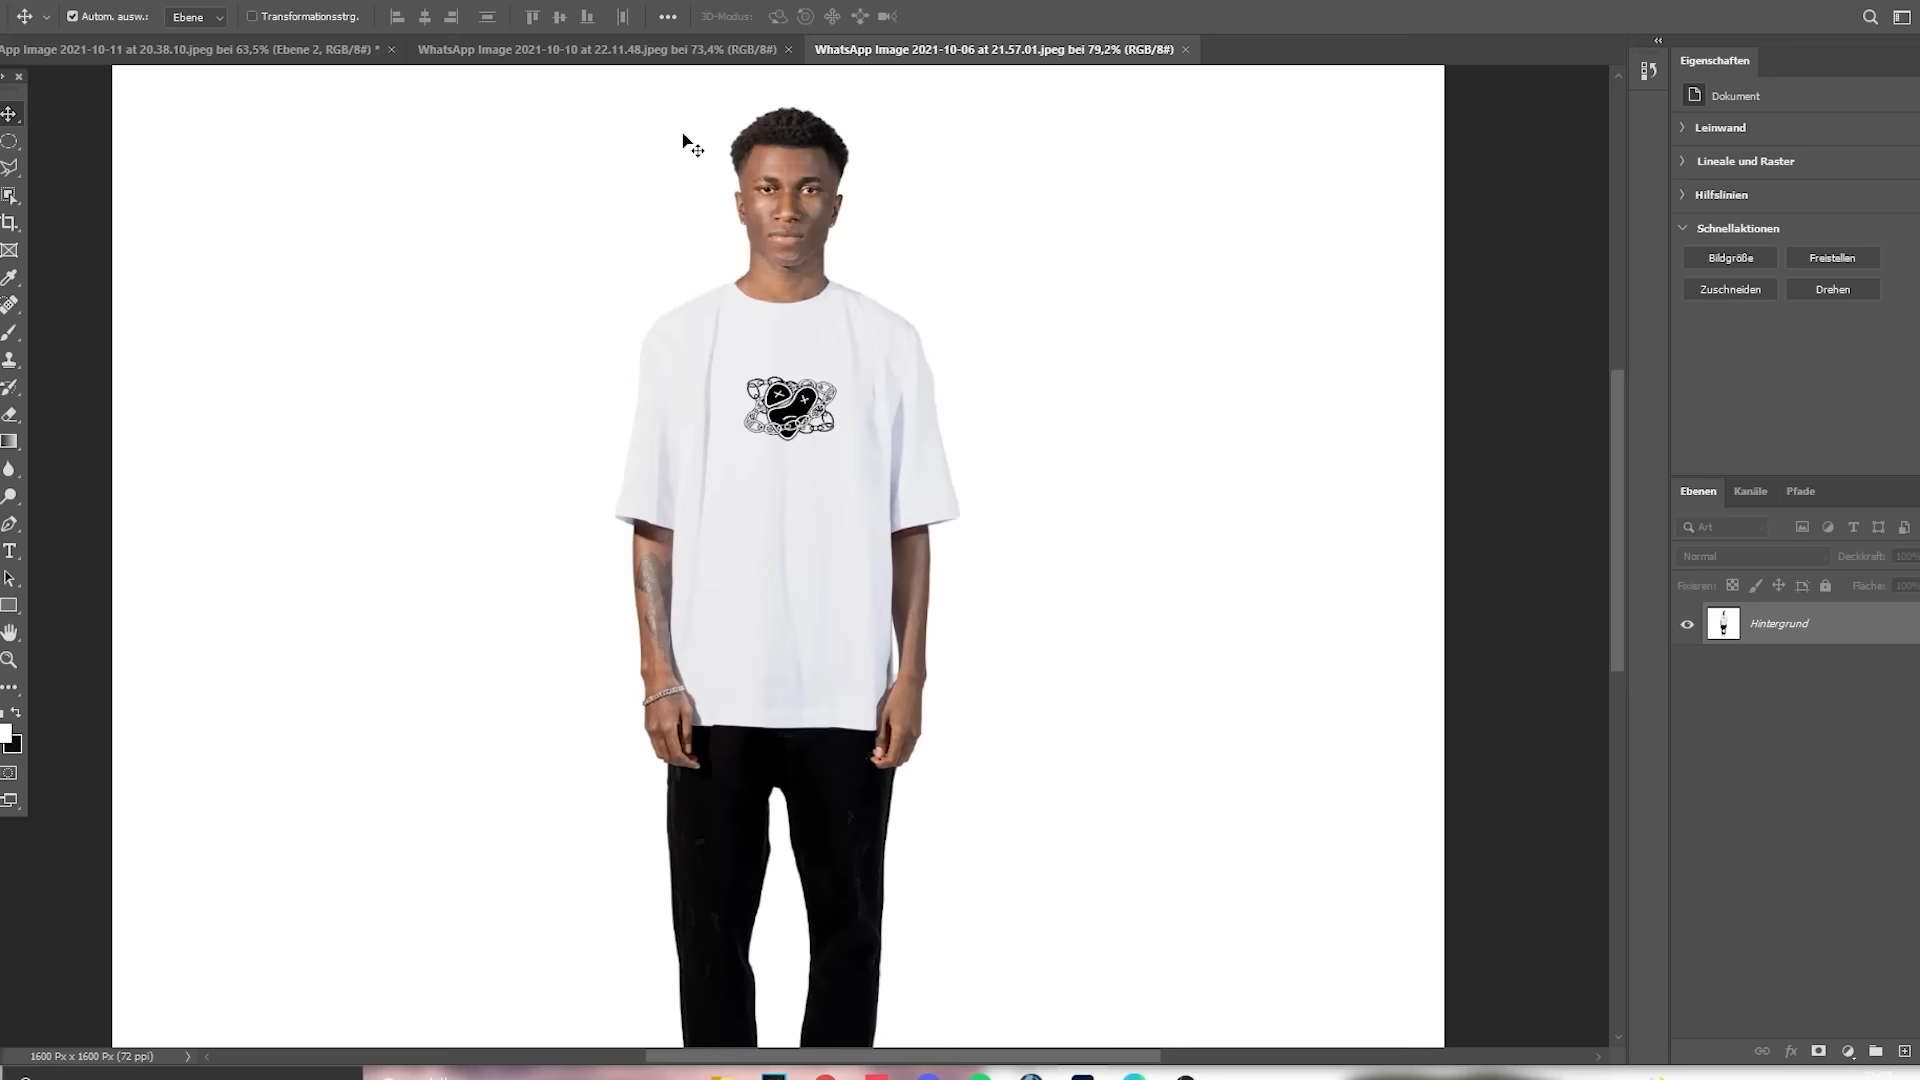 Autom. ausw.:
Ebene
Transformationsstrg.
3D-Modus:
App Image 2021-10-11 at 20.38.10.jpeg bei 63,5% (Ebene 2, RGB/8#) *
WhatsApp Image 2021-10-10 at 22.11.48.jpeg bei 73,4% (RGB/8#)
WhatsApp Image 2021-10-06 at 21.57.01.jpeg bei 79,2% (RGB/8#)
Eigenschaften
Dokument
Leinwand
Lineale und Raster
Hilfslinien
Schnellaktionen
Bildgröße
Freistellen
Zuschneiden
Drehen
Ebenen
Kanäle
Pfade
Art
Normal
Deckkraft: 100%
Fixieren:
Fläche: 100%
Hintergrund
fx
1600 Px x 1600 Px (72 ppi)